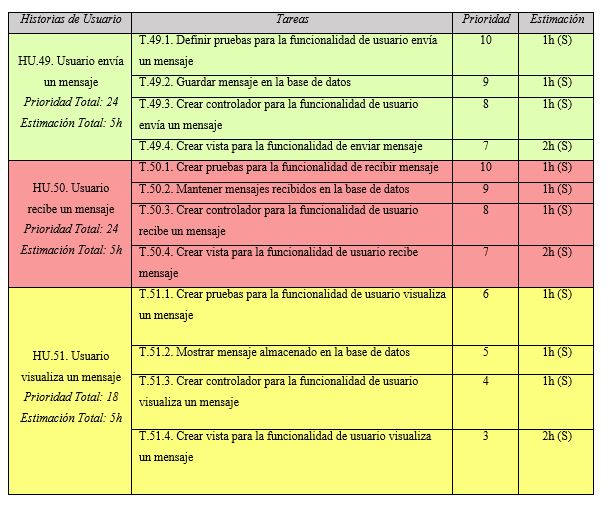 Historias de Usuario Tareas Prioridad Estimación
HU.49. Usuario envía
un mensaje
Prioridad Total: 24
Estimación Total: 5h
T.49.1. Definir pruebas para la funcionalidad de usuario envía 10 1h (S)
un mensaje
T.49.2. Guardar mensaje en la base de datos 9 1h (S)
T.49.3. Crear controlador para la funcionalidad de usuario 8 1h (S)
envía un mensaje
T.49.4. Crear vista para la funcionalidad de enviar mensaje 7 2h (S)
HU.50. Usuario
recibe un mensaje
Prioridad Total: 24
Estimación Total: 5h
T.50.1. Crear pruebas para la funcionalidad de recibir mensaje 10 1h (S)
T.50.2. Mantener mensajes recibidos en la base de datos 9 1h (S)
T.50.3. Crear controlador para la funcionalidad de usuario 8 1h (S)
recibe un mensaje
T.50.4. Crear vista para la funcionalidad de usuario recibe 7 2h (S)
mensaje
HU.51. Usuario
visualiza un mensaje
Prioridad Total: 18
Estimación Total: 5h
T.51.1. Crear pruebas para la funcionalidad de usuario visualiza 6 1h (S)
un mensaje
T.51.2. Mostrar mensaje almacenado en la base de datos 5 1h (S)
T.51.3. Crear controlador para la funcionalidad de usuario 4 1h (S)
visualiza un mensaje
T.51.4. Crear vista para la funcionalidad de usuario visualiza 3 2h (S)
un mensaje